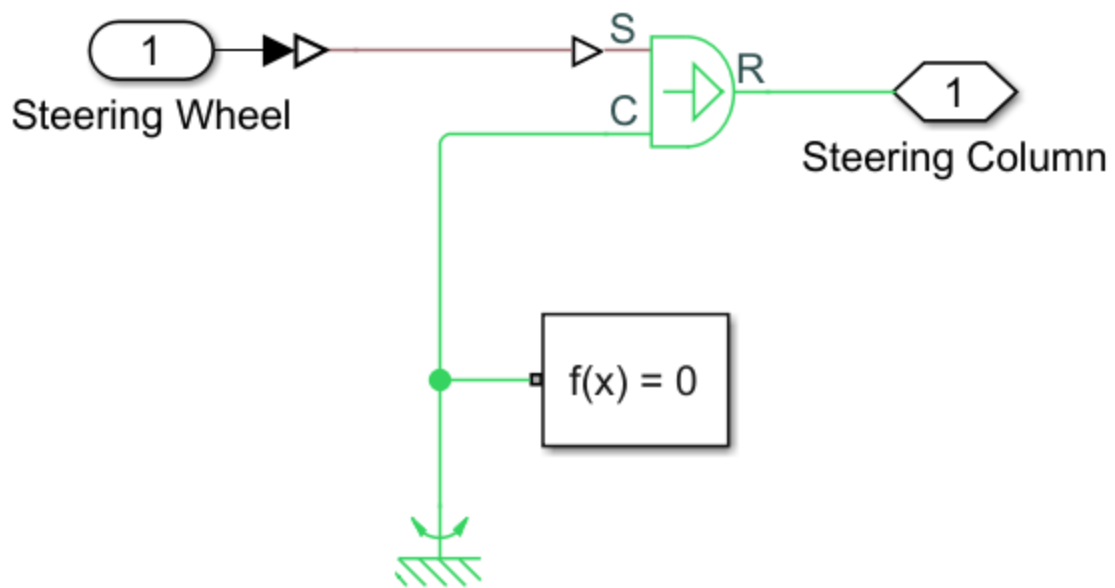 1
Steering Wheel
S
C
R
1
Steering Column
f(x) = 0